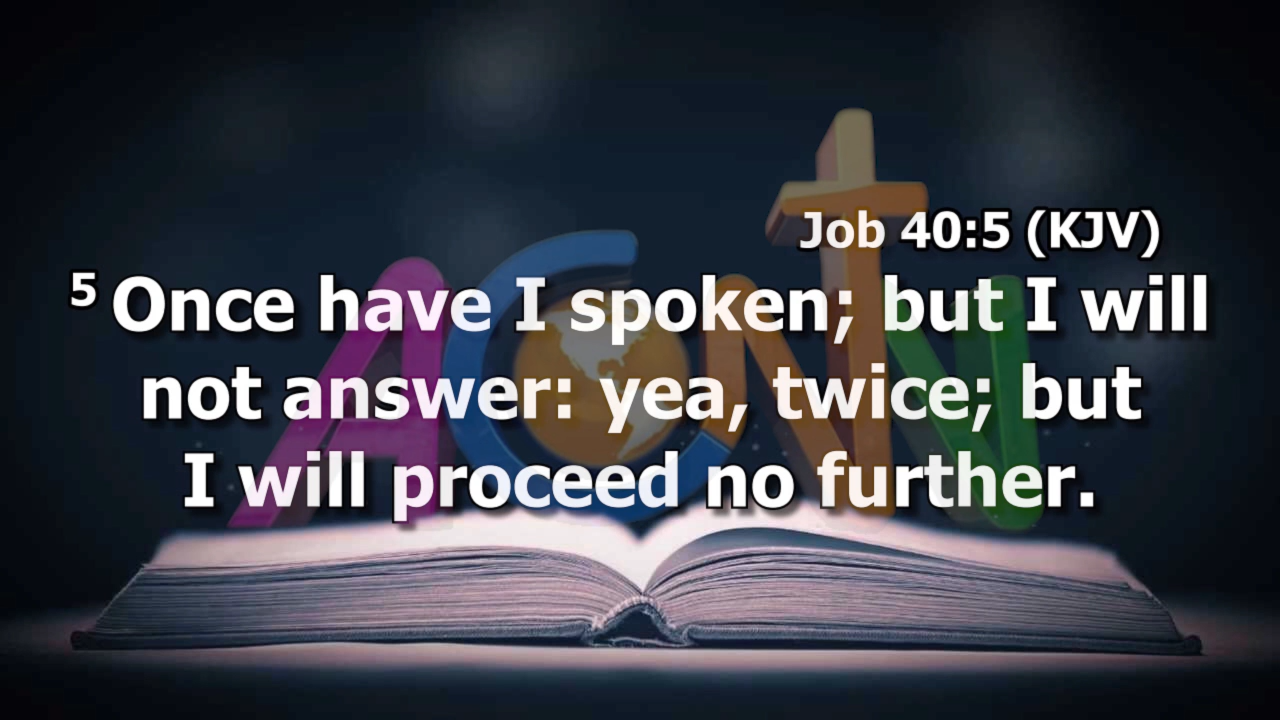 Job 40:5 (KJV)
5 Once have I spoken; but I will
not answer: yea, twice; but
I will proceed no further.
ACNtv